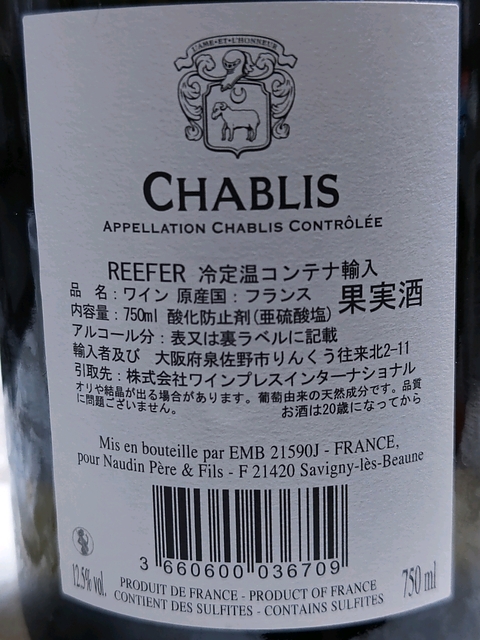 L'AME·ET·L'HONNEUR
CHABLIS
APPELLATION CHABLIS CONTRÔLÉE
REEFER 冷定温コンテナ輸入
品 名：ワイン 原産国：フランス 果実酒
内容量：750ml 酸化防止剤(亜硫酸塩)
アルコール分：表又は裏ラベルに記載
輸入者及び 大阪府泉佐野市りんくう往来北2-11
引取先：株式会社ワインプレスインターナショナル
オリや結晶が出る場合があります。葡萄由来の天然成分です。品質
に問題ございません。 お酒は20歳になってから
Mis en bouteille par EMB 21590J - FRANCE,
pour Naudin Père & Fils - F 21420 Savigny-lès-Beaune
3 660600 036709
12.5% vol. 750 ml
PRODUIT DE FRANCE - PRODUCT OF FRANCE
CONTIENT DES SULFITES - CONTAINS SULFITES